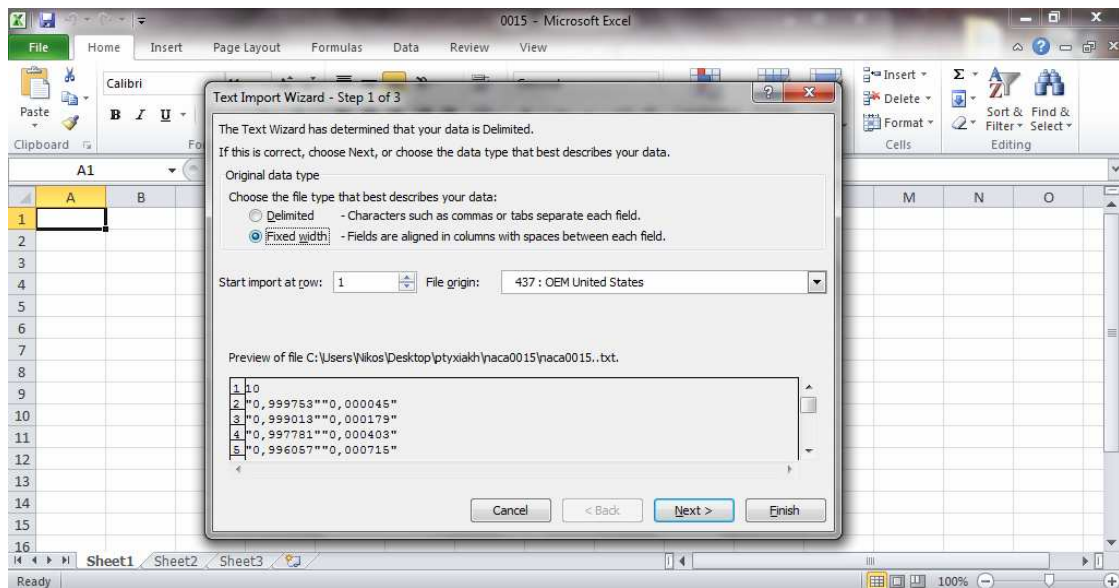 0015 - Microsoft Excel
File Home Insert Page Layout Formulas Data Review View
Paste
Clipboard
Calibri
B I U
Insert
Delete
Format
Cells
Sort & Filter
Find & Select
Editing
A1
A B M N O
Text Import Wizard - Step 1 of 3
The Text Wizard has determined that your data is Delimited.
If this is correct, choose Next, or choose the data type that best describes your data.
Original data type
Choose the file type that best describes your data:
Delimited - Characters such as commas or tabs separate each field.
Fixed width - Fields are aligned in columns with spaces between each field.
Start import at row: 1 File origin: 437 : OEM United States
Preview of file C:\Users\Nikos\Desktop\ptyxiakh\naca0015\naca0015..txt.
1 10
2 "0,999753""0,000045"
3 "0,999013""0,000179"
4 "0,997781""0,000403"
5 "0,996057""0,000715"
Cancel < Back Next > Finish
1
2
3
4
5
6
7
8
9
10
11
12
13
14
15
16
Sheet1 Sheet2 Sheet3
Ready 100%